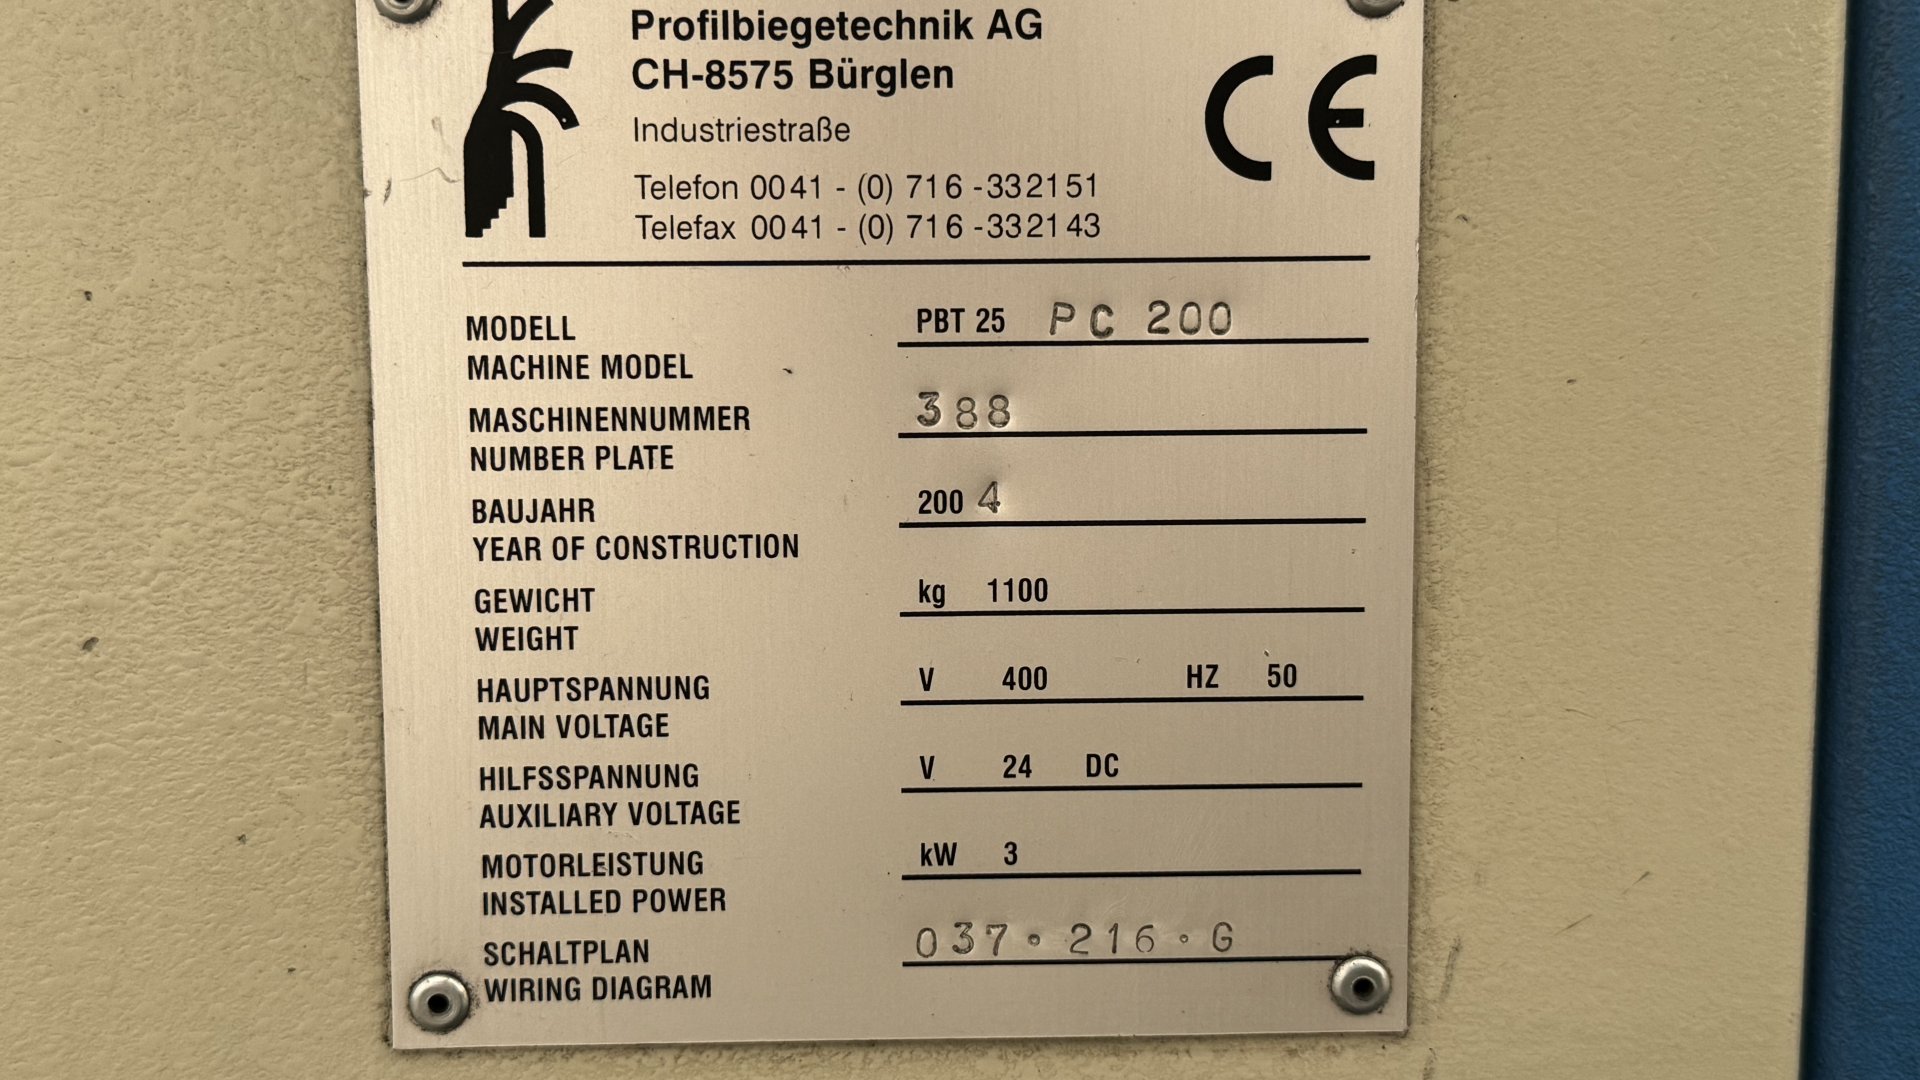 Profilbiegetechnik AG
CH-8575 Bürglen
Industriestraße
Telefon 0041 - (0) 716 -332151
Telefax 0041 - (0) 716 -332143
CE
MODELL PBT 25 PC 200
MACHINE MODEL
MASCHINENNUMMER 388
NUMBER PLATE
BAUJAHR 2004
YEAR OF CONSTRUCTION
GEWICHT kg 1100
WEIGHT
HAUPTSPANNUNG V 400 HZ 50
MAIN VOLTAGE
HILFSSPANNUNG V 24 DC
AUXILIARY VOLTAGE
MOTORLEISTUNG kW 3
INSTALLED POWER
SCHALTPLAN 037.216.G
WIRING DIAGRAM